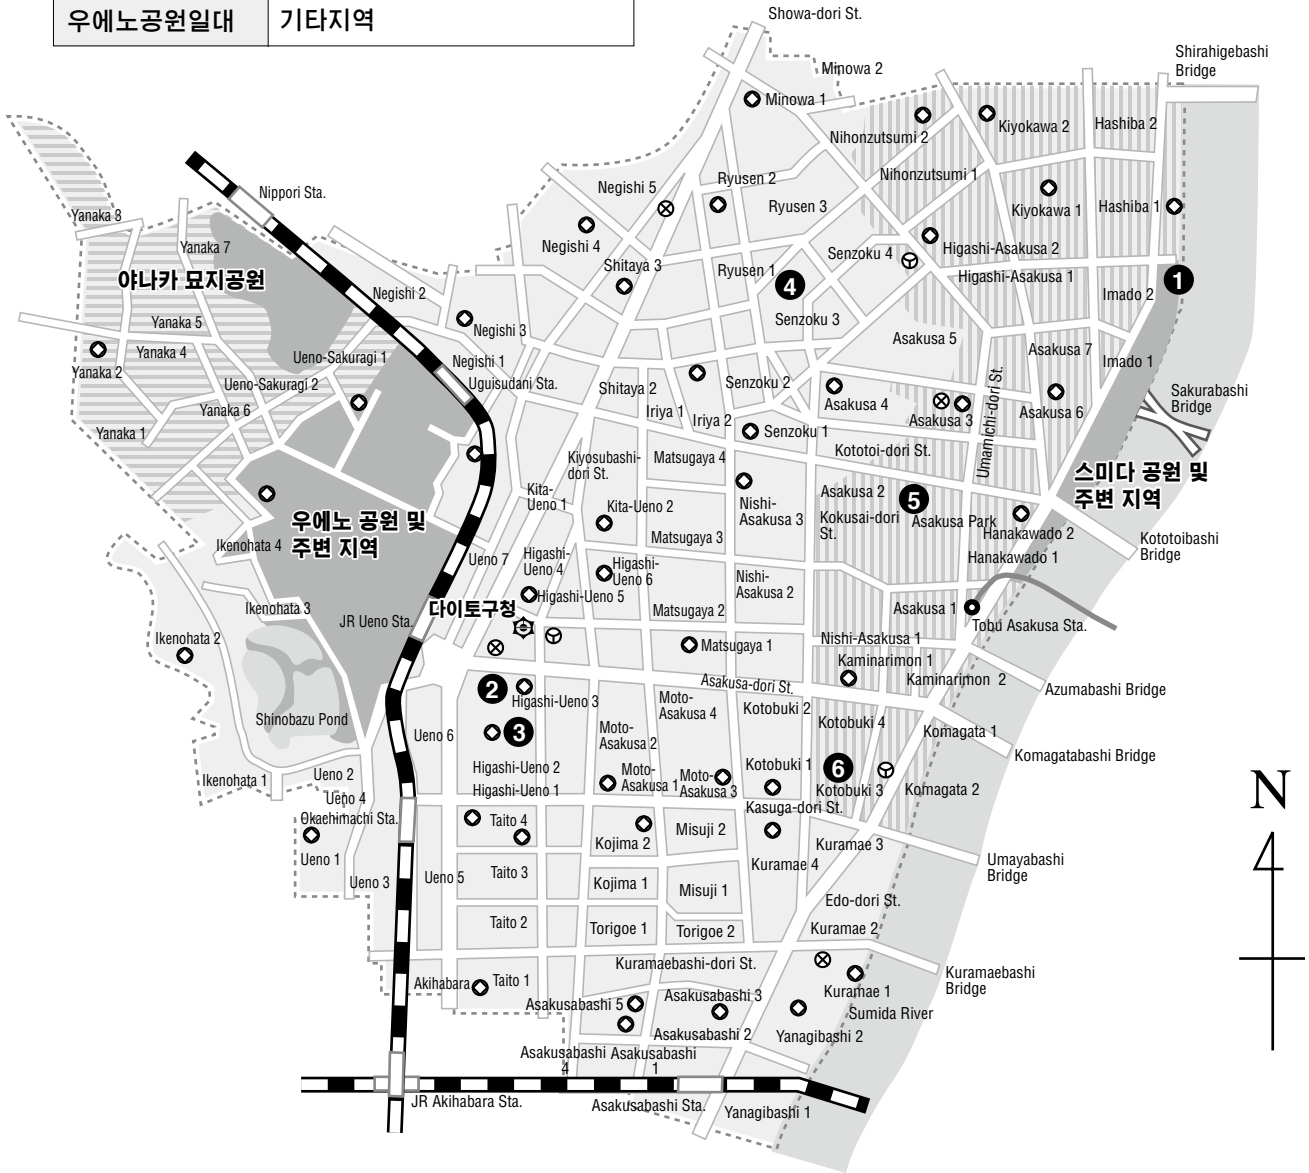 우에노공원일대 기타지역
Showa-dori St.
Shirahigebashi
Bridge
Minowa 2
Minowa 1
Nihonzutsumi 2
Kiyokawa 2
Hashiba 2
Nippori Sta.
Negishi 5
Ryusen 2
Nihonzutsumi 1
Yanaka 3
Ryusen 3
Kiyokawa 1
Hashiba 1
Yanaka 7
Negishi 4
Senzoku 4
Higashi-Asakusa 2
야나카 묘지공원
Shitaya 3
Ryusen 1
4
Higashi-Asakusa 1
1
Negishi 2
Imado 2
Yanaka 5
Negishi 3
Senzoku 3
Yanaka 4
Ueno-Sakuragi 1
Negishi 1
Asakusa 5
Asakusa 7
Imado 1
Yanaka 2
Ueno-Sakuragi 2
Uguisudani Sta.
Shitaya 2
Senzoku 2
Umamichi-dori St.
Sakurabashi
Bridge
Yanaka 6
Iriya 1
Iriya 2
Asakusa 4
Asakusa 3
Asakusa 6
Yanaka 1
Senzoku 1
Kototoi-dori St.
Kiyosubashi-
dori St.
Matsugaya 4
스미다 공원 및
주변 지역
Kita-
Ueno 1
Kita-Ueno 2
Nishi-
Asakusa 3
Asakusa 2
5
Kokusai-dori
St.
Asakusa Park
우에노 공원 및
주변 지역
Hanakawado 2
Ikenohata 4
Matsugaya 3
Kototoibashi
Bridge
Ueno 7
Higashi-
Ueno 4
Higashi-
Ueno 6
Hanakawado 1
Nishi-
Asakusa 2
Higashi-Ueno 5
Ikenohata 3
다이토구청
Matsugaya 2
Asakusa 1
JR Ueno Sta.
Tobu Asakusa Sta.
Ikenohata 2
Matsugaya 1
Nishi-Asakusa 1
Kaminarimon 1
2
Asakusa-dori St.
Kaminarimon 2
Azumabashi Bridge
Higashi-Ueno 3
Moto-
Asakusa 4
Kotobuki 2
Shinobazu Pond
3
Kotobuki 4
Ueno 6
Moto-
Asakusa 2
Komagata 1
Komagatabashi Bridge
Higashi-Ueno 2
Kotobuki 1
6
N
Ikenohata 1
Ueno 2
Moto-
Asakusa 1
Moto-
Asakusa 3
Higashi-Ueno 1
Kotobuki 3
Komagata 2
Ueno 4
Kasuga-dori St.
Okachimachi Sta.
Taito 4
Misuji 2
Kojima 2
Kuramae 3
Ueno 1
Kuramae 4
Umayabashi
Bridge
Ueno 3
Ueno 5
Taito 3
Kojima 1
Misuji 1
Edo-dori St.
Taito 2
Torigoe 1
Torigoe 2
Kuramae 2
Kuramaebashi-dori St.
Kuramaebashi
Bridge
Akihabara
Taito 1
Asakusabashi 5
Asakusabashi 3
Kuramae 1
Sumida River
Asakusabashi 2
Yanagibashi 2
Asakusabashi
4
Asakusabashi
1
JR Akihabara Sta.
Asakusabashi Sta.
Yanagibashi 1